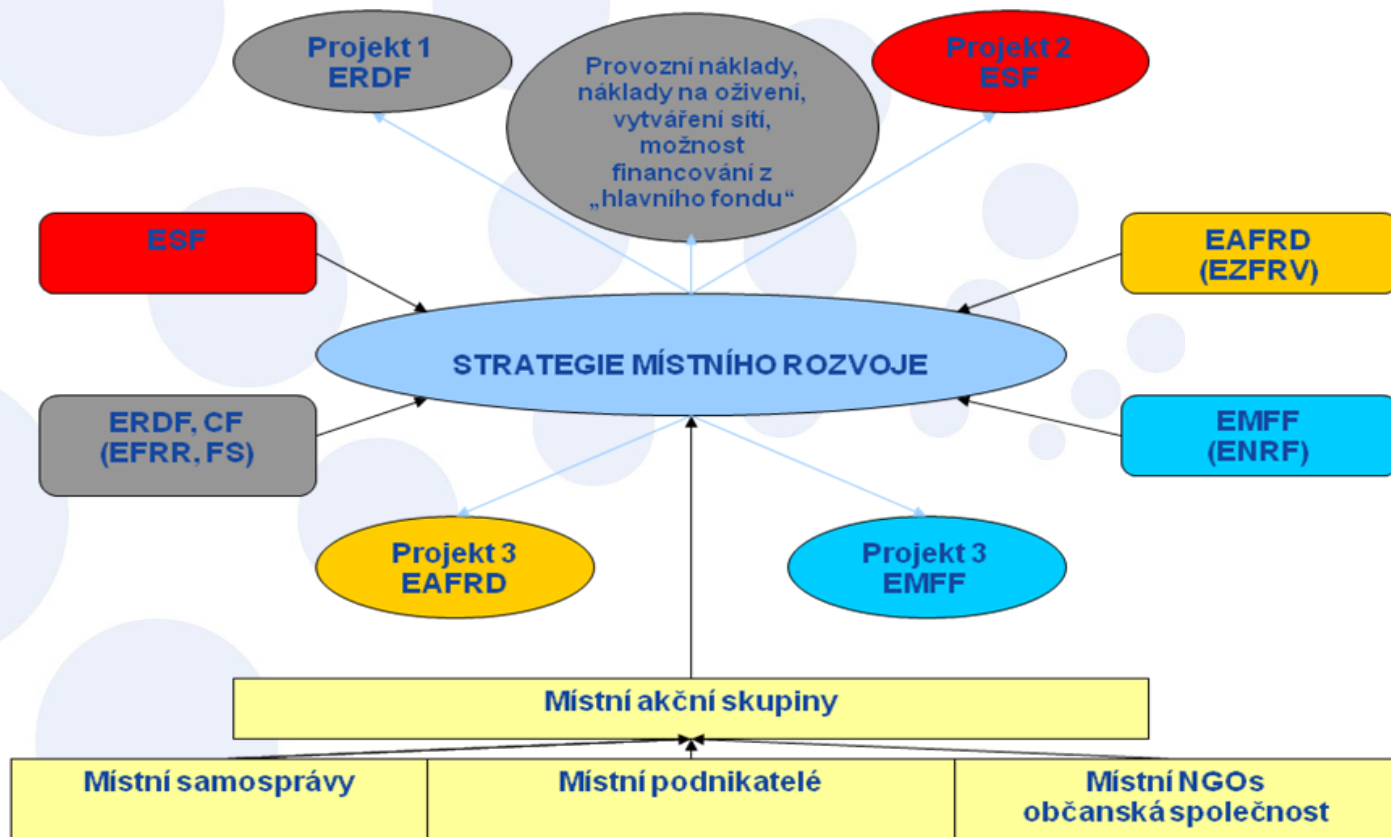 Projekt 1
ERDF
Provozní náklady,
náklady na oživení,
vytváření sítí,
možnost
financování z
„hlavního fondu“
Projekt 2
ESF
ESF
EAFRD
(EZFRV)
STRATEGIE MÍSTNÍHO ROZVOJE
ERDF, CF
(EFRR, FS)
EMFF
(ENRF)
Projekt 3
EAFRD
Projekt 3
EMFF
Místní akční skupiny
Místní samosprávy
Místní podnikatelé
Místní NGOs
občanská společnost